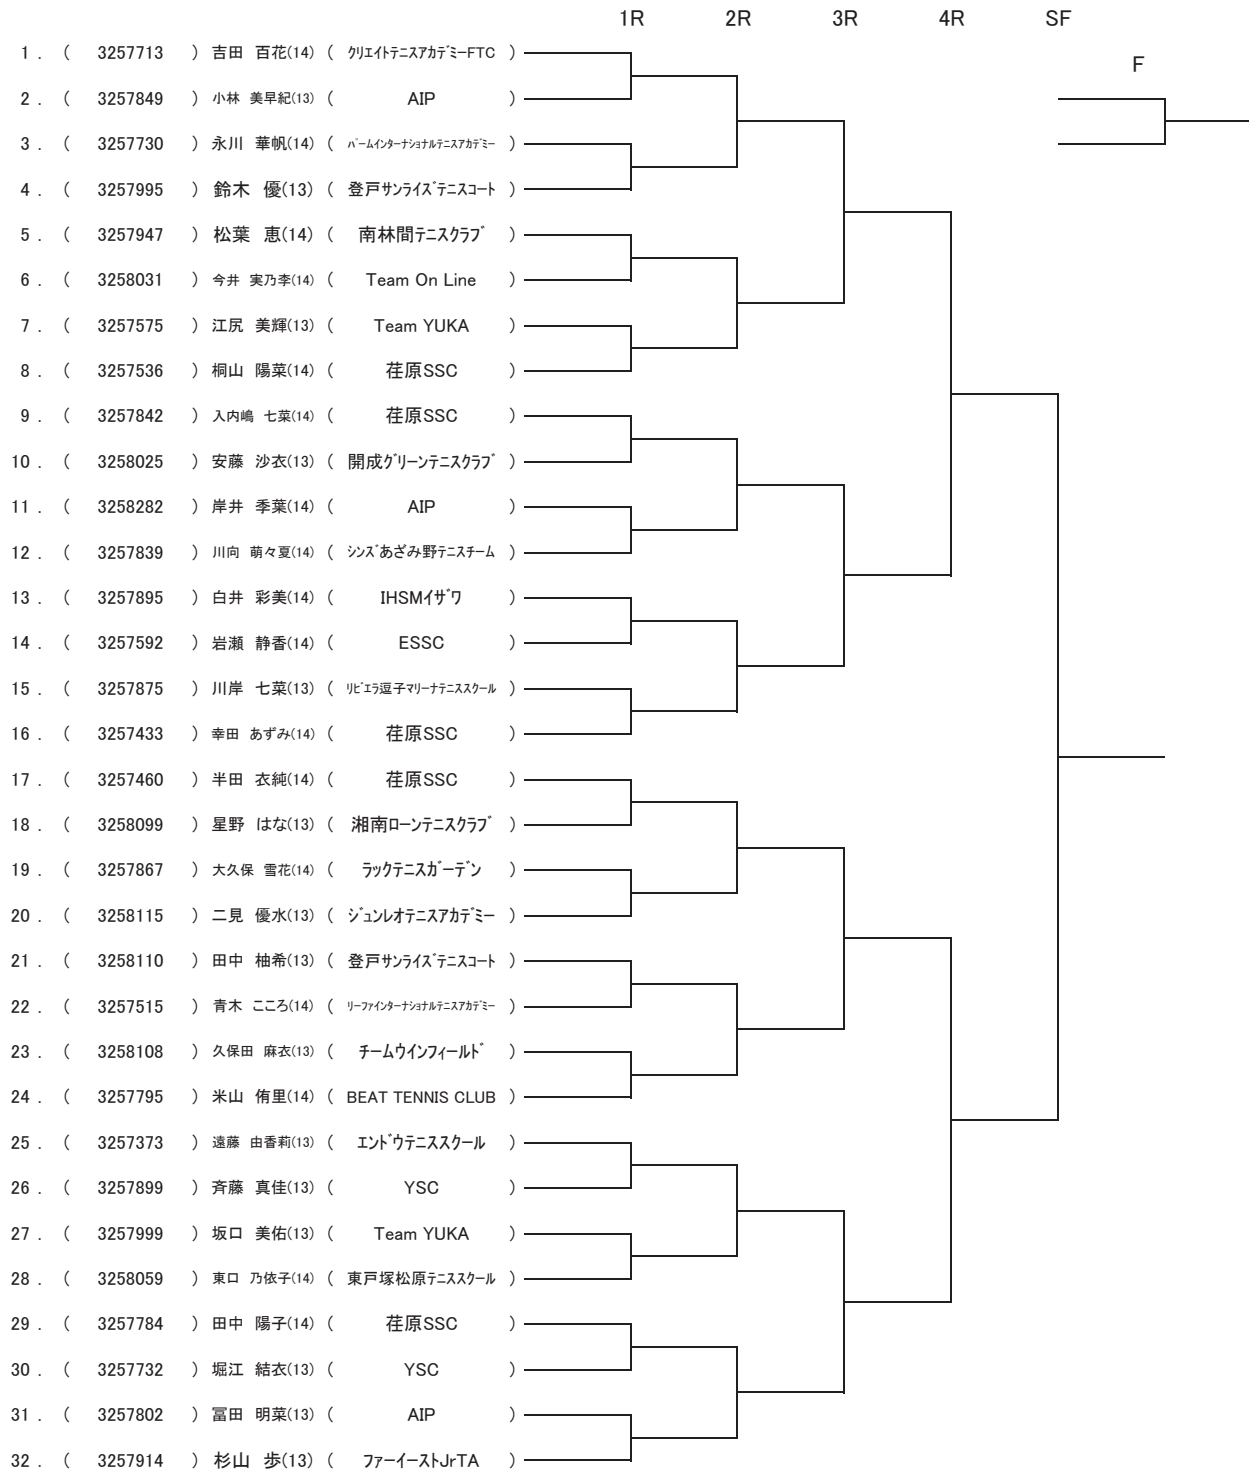 1R 2R 3R 4R SF
F
1 . ( 3257713 ) 吉田 百花(14) ( ｸﾘｴｲﾄﾃﾆｽｱｶﾃﾞﾐｰFTC )
2 . ( 3257849 ) 小林 美早紀(13) ( AIP )
3 . ( 3257730 ) 永川 華帆(14) ( ﾊﾟｰﾑｲﾝﾀｰﾅｼｮﾅﾙﾃﾆｽｱｶﾃﾞﾐｰ )
4 . ( 3257995 ) 鈴木 優(13) ( 登戸ｻﾝﾗｲｽﾞﾃﾆｽｺｰﾄ )
5 . ( 3257947 ) 松葉 恵(14) ( 南林間ﾃﾆｽｸﾗﾌﾞ )
6 . ( 3258031 ) 今井 実乃李(14) ( Team On Line )
7 . ( 3257575 ) 江尻 美輝(13) ( Team YUKA )
8 . ( 3257536 ) 桐山 陽菜(14) ( 荏原SSC )
9 . ( 3257842 ) 入内嶋 七菜(14) ( 荏原SSC )
10 . ( 3258025 ) 安藤 沙衣(13) ( 開成ｸﾞﾘｰﾝﾃﾆｽｸﾗﾌﾞ )
11 . ( 3258282 ) 岸井 季葉(14) ( AIP )
12 . ( 3257839 ) 川向 萌々夏(14) ( ｼﾝｽﾞあざみ野ﾃﾆｽﾁｰﾑ )
13 . ( 3257895 ) 白井 彩美(14) ( IHSMｲｻﾞﾜ )
14 . ( 3257592 ) 岩瀬 静香(14) ( ESSC )
15 . ( 3257875 ) 川岸 七菜(13) ( ﾘﾋﾞｴﾗ逗子ﾏﾘｰﾅﾃﾆｽｽｸｰﾙ )
16 . ( 3257433 ) 幸田 あずみ(14) ( 荏原SSC )
17 . ( 3257460 ) 半田 衣純(14) ( 荏原SSC )
18 . ( 3258099 ) 星野 はな(13) ( 湘南ﾛｰﾝﾃﾆｽｸﾗﾌﾞ )
19 . ( 3257867 ) 大久保 雪花(14) ( ﾗｯｸﾃﾆｽｶﾞｰﾃﾞﾝ )
20 . ( 3258115 ) 二見 優水(13) ( ｼﾞｭﾝﾚｵﾃﾆｽｱｶﾃﾞﾐｰ )
21 . ( 3258110 ) 田中 柚希(13) ( 登戸ｻﾝﾗｲｽﾞﾃﾆｽｺｰﾄ )
22 . ( 3257515 ) 青木 こころ(14) ( ﾘｰﾌｧｲﾝﾀｰﾅｼｮﾅﾙﾃﾆｽｱｶﾃﾞﾐｰ )
23 . ( 3258108 ) 久保田 麻衣(13) ( ﾁｰﾑｳｲﾝﾌｨｰﾙﾄﾞ )
24 . ( 3257795 ) 米山 侑里(14) ( BEAT TENNIS CLUB )
25 . ( 3257373 ) 遠藤 由香莉(13) ( ｴﾝﾄﾞｳﾃﾆｽｽｸｰﾙ )
26 . ( 3257899 ) 斉藤 真佳(13) ( YSC )
27 . ( 3257999 ) 坂口 美佑(13) ( Team YUKA )
28 . ( 3258059 ) 東口 乃依子(14) ( 東戸塚松原ﾃﾆｽｽｸｰﾙ )
29 . ( 3257784 ) 田中 陽子(14) ( 荏原SSC )
30 . ( 3257732 ) 堀江 結衣(13) ( YSC )
31 . ( 3257802 ) 冨田 明菜(13) ( AIP )
32 . ( 3257914 ) 杉山 歩(13) ( ﾌｧｰｲｰｽﾄJrTA )